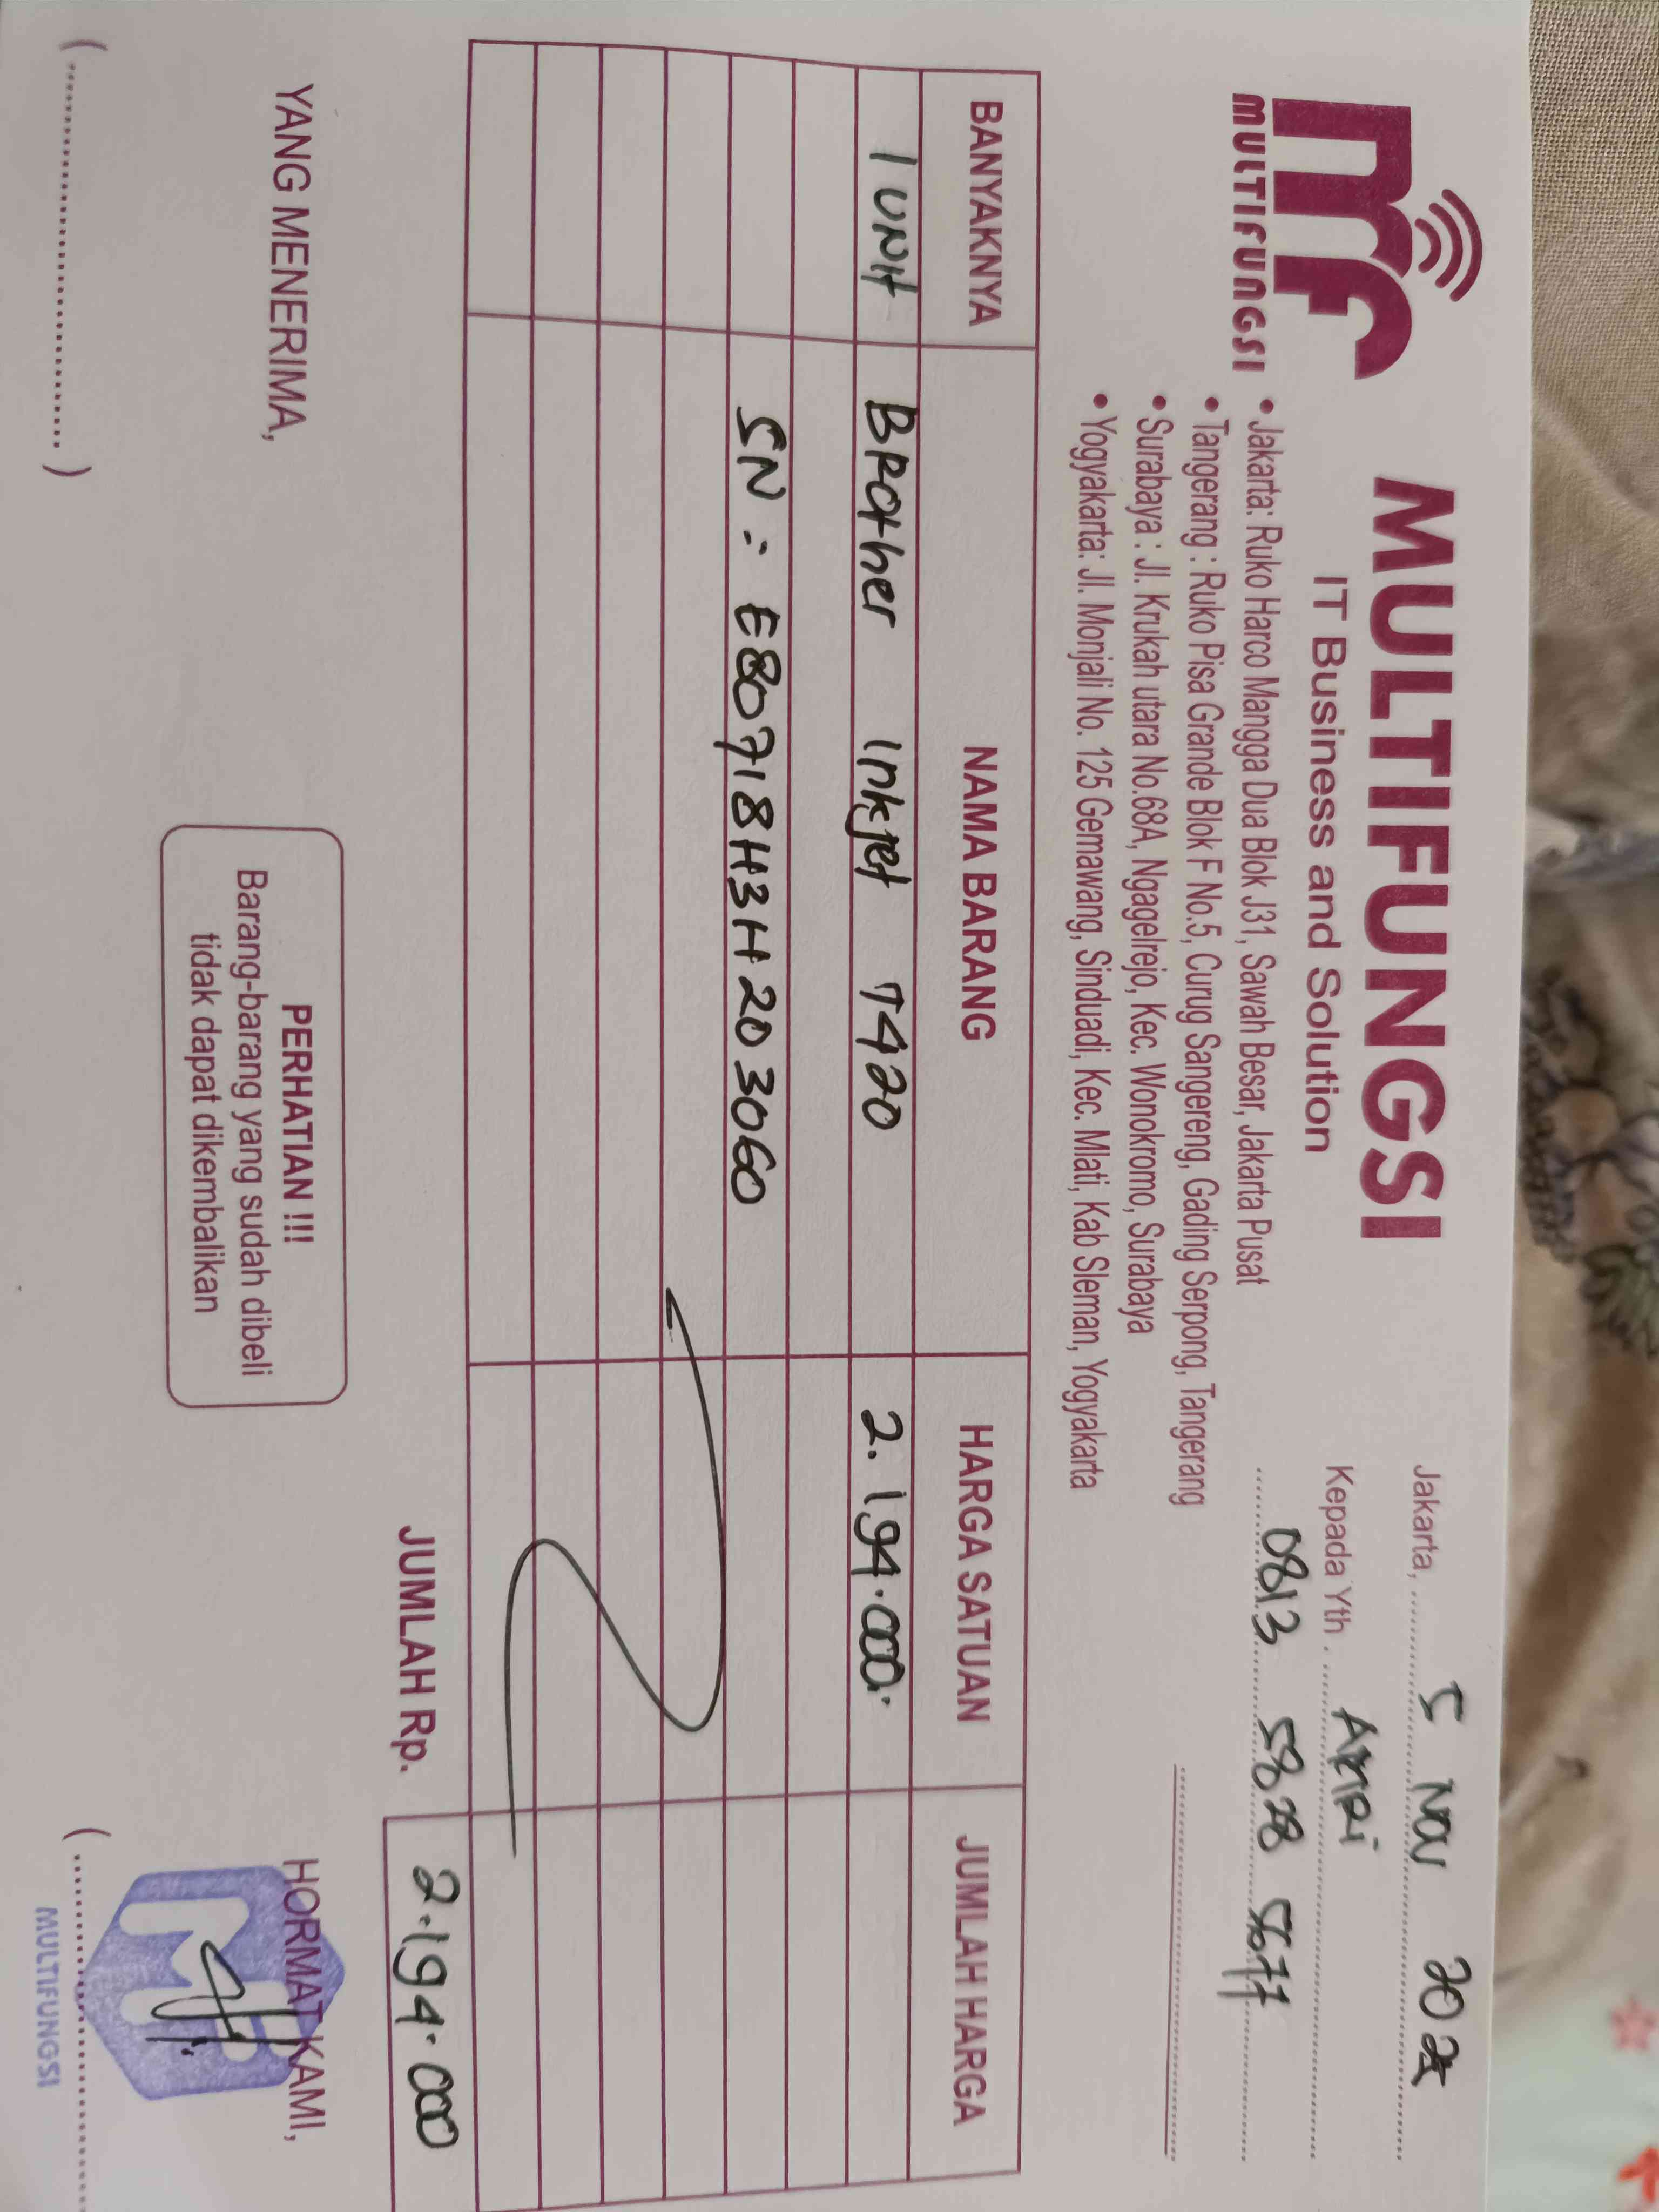 MULTIFUNGSI
MULTIFUNGSI
IT Business and Solution
• Jakarta: Ruko Harco Mangga Dua Blok J31, Sawah Besar, Jakarta Pusat
• Tangerang : Ruko Pisa Grande Blok F No.5, Curug Sangereng, Gading Serpong, Tangerang
• Surabaya : Jl. Krukah utara No.68A, Ngagelrejo, Kec. Wonokromo, Surabaya
• Yogyakarta: Jl. Monjali No. 125 Gemawang, Sinduadi, Kec. Mlati, Kab Sleman, Yogyakarta
Jakarta, 5 Nov
Kepada Yth.
0813 5828 5677
BANYAKNYA NAMA BARANG HARGA SATUAN JUMLAH HARGA
1 unit Brother Inkjet T420 2.194.000
SN : E80718H3H203060
JUMLAH Rp. 2.194.000
YANG MENERIMA,
PERHATIAN !!!
Barang-barang yang sudah dibeli
tidak dapat dikembalikan
HORMAT KAMI,
MULTIFUNGSI